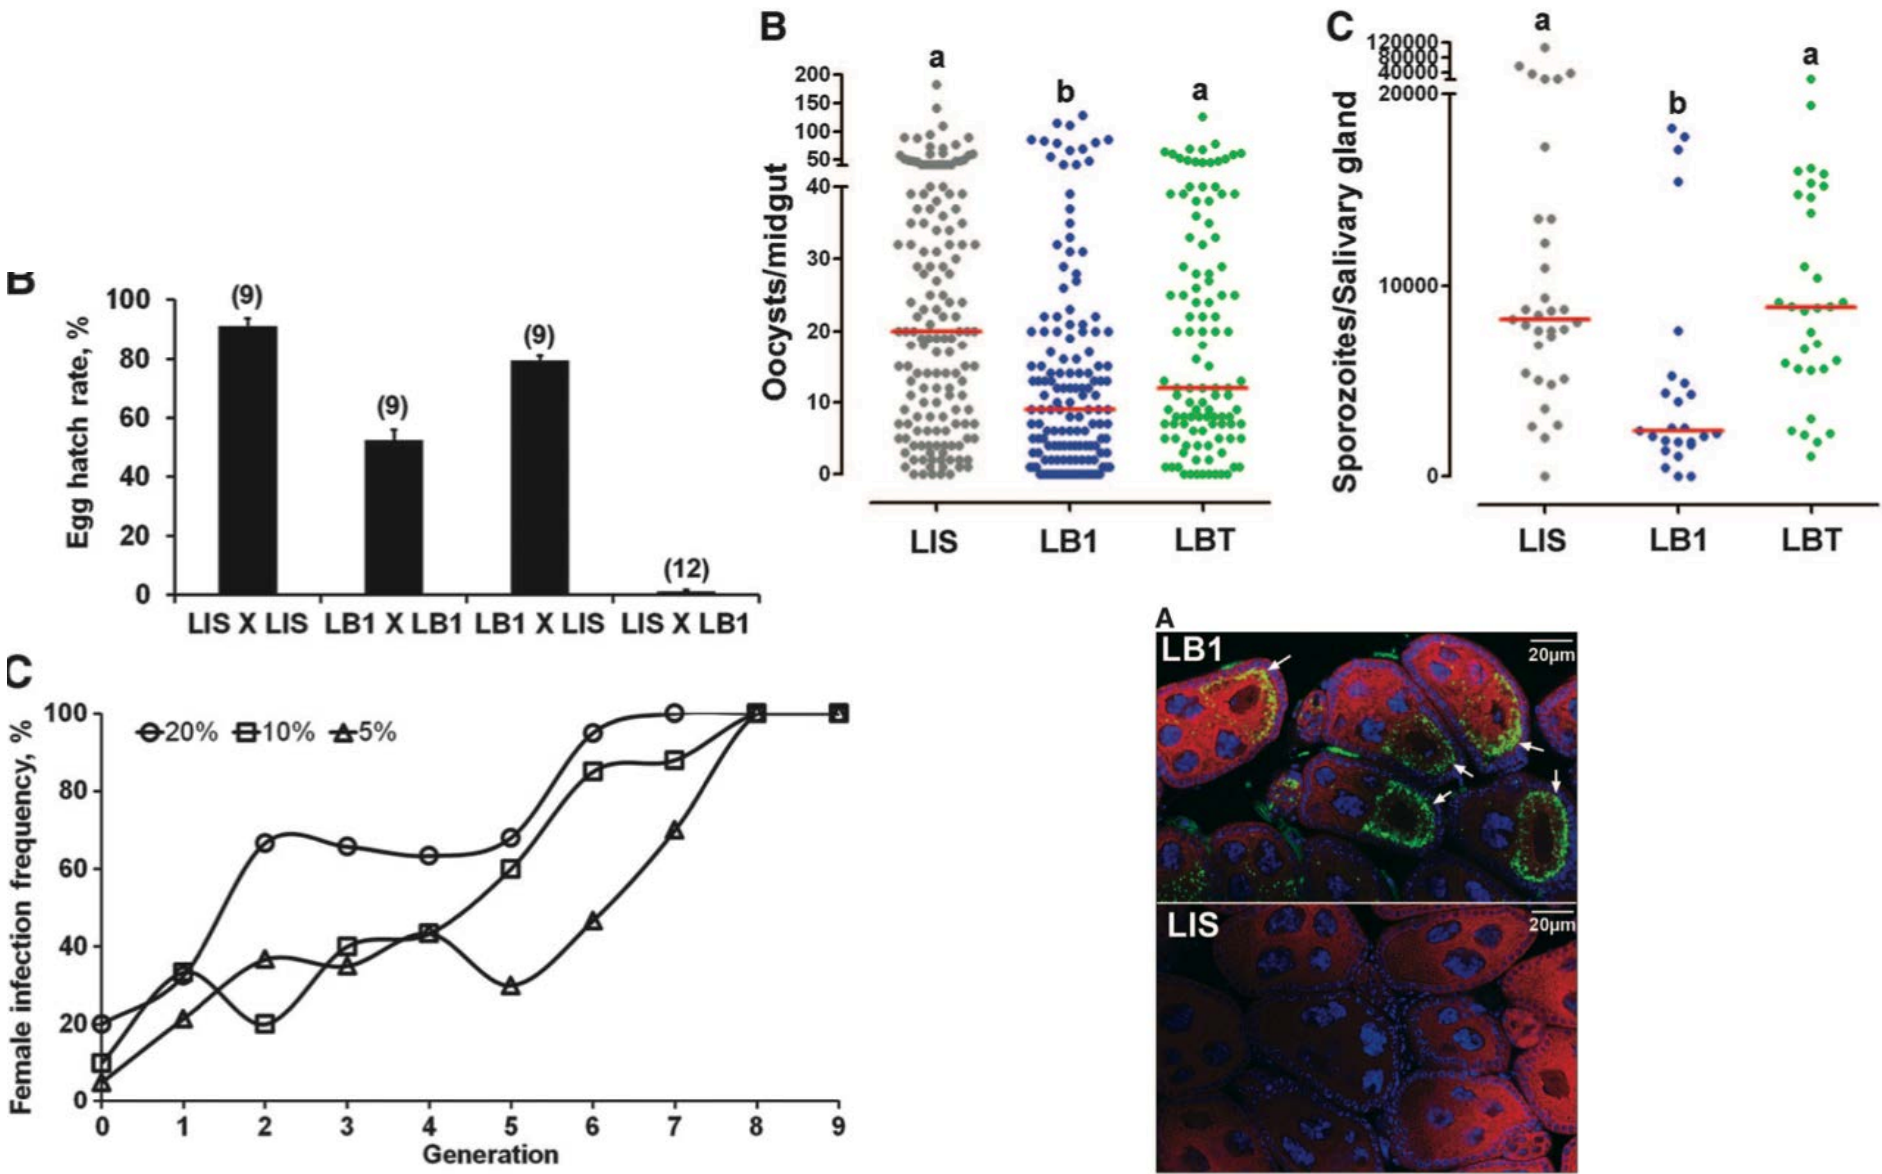 B
Egg hatch rate, %
100
80
60
40
20
0
(9)
(9)
(9)
(12)
LIS X LIS
LB1 X LB1
LB1 X LIS
LIS X LB1
C
Female infection frequency, %
100
80
60
40
20
0
20%
10%
5%
0 1 2 3 4 5 6 7 8 9
Generation
B
Oocysts/midgut
200
150
100
50
40
30
20
10
0
a
b
a
LIS
LB1
LBT
C
Sporozoites/Salivary gland
120000
80000
40000
20000
10000
0
a
b
a
LIS
LB1
LBT
A
LB1
20µm
LIS
20µm